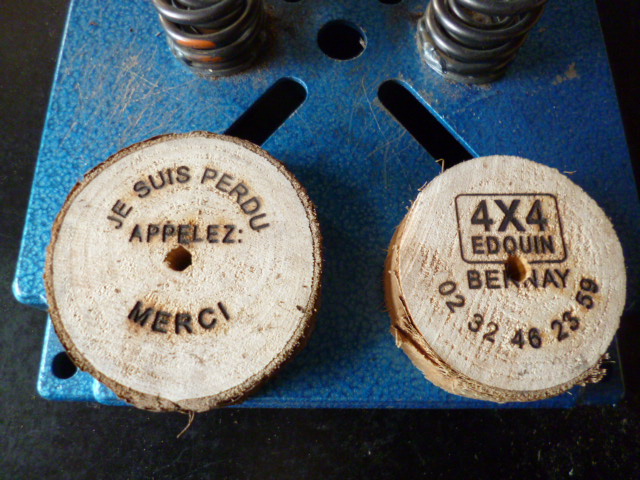 JE SUIS PERDU
APPELEZ:
MERCI
4X4
EDOUIN
BERNAY
02 32 46 23 59